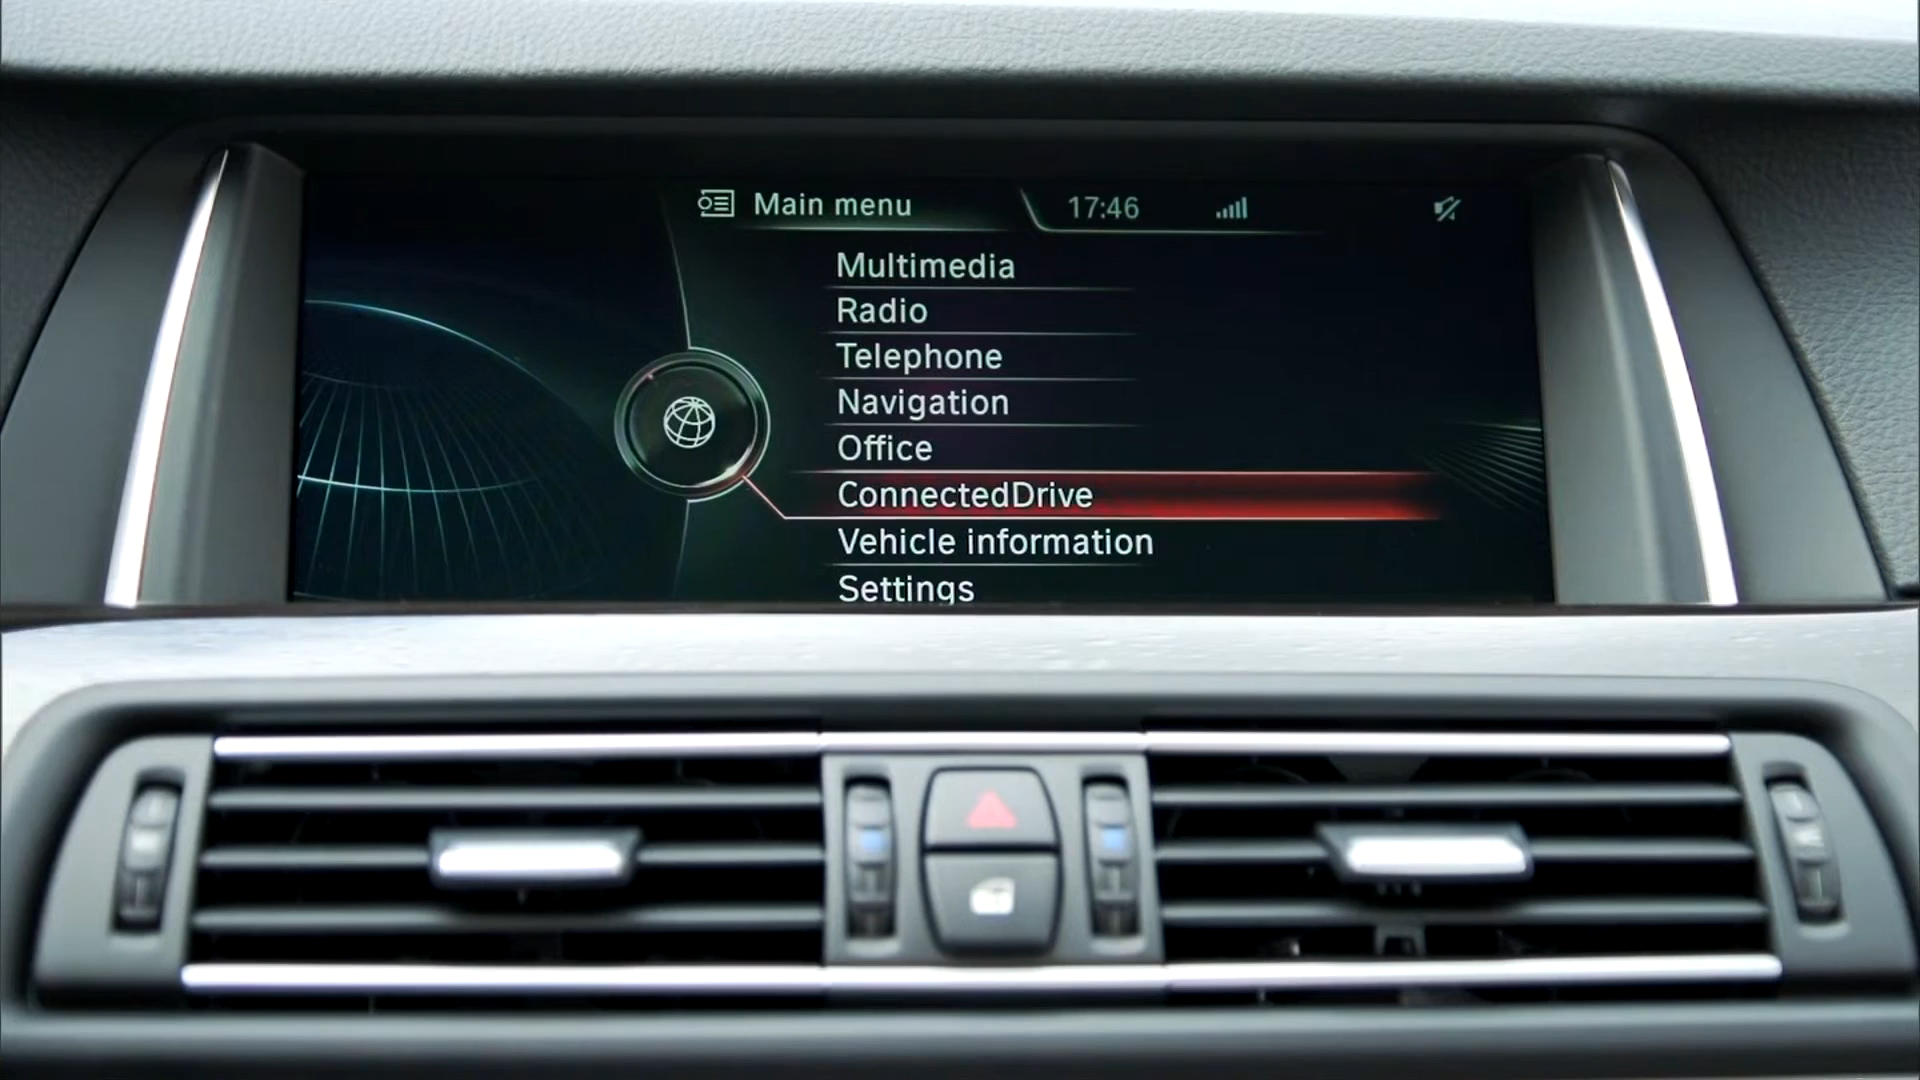 Main menu 17:46
Multimedia
Radio
Telephone
Navigation
Office
ConnectedDrive
Vehicle information
Settings